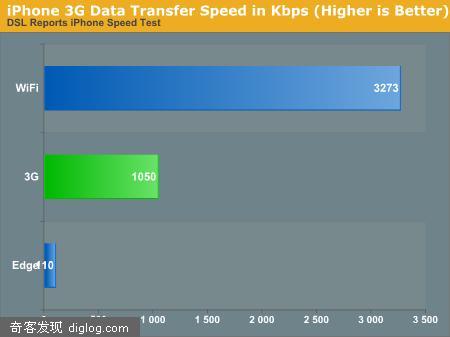 iPhone 3G Data Transfer Speed in Kbps (Higher is Better)
DSL Reports iPhone Speed Test
WiFi
3273
3G
1050
Edge
110
0 500 1 000 1 500 2 000 2 500 3 000 3 500
奇客发现 diglog.com